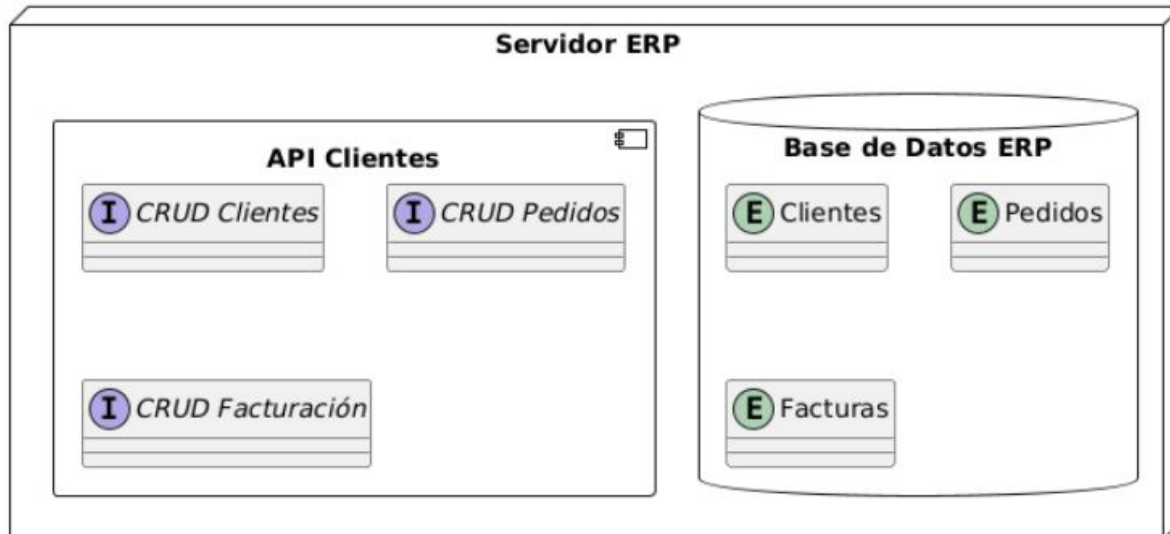 Servidor ERP
API Clientes
I CRUD Clientes
I CRUD Pedidos
I CRUD Facturación
Base de Datos ERP
E Clientes
E Pedidos
E Facturas